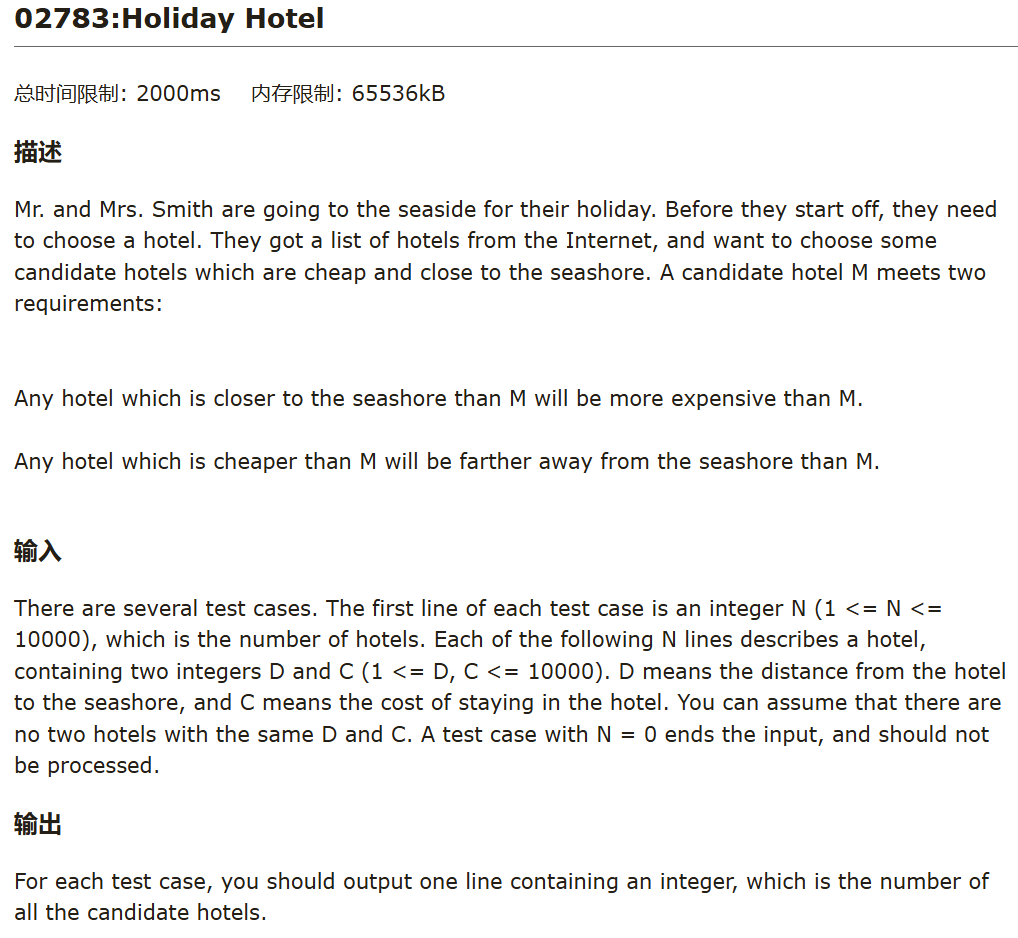 02783:Holiday Hotel
总时间限制: 2000ms 内存限制: 65536kB
描述
Mr. and Mrs. Smith are going to the seaside for their holiday. Before they start off, they need
to choose a hotel. They got a list of hotels from the Internet, and want to choose some
candidate hotels which are cheap and close to the seashore. A candidate hotel M meets two
requirements:
Any hotel which is closer to the seashore than M will be more expensive than M.
Any hotel which is cheaper than M will be farther away from the seashore than M.
输入
There are several test cases. The first line of each test case is an integer N (1 <= N <=
10000), which is the number of hotels. Each of the following N lines describes a hotel,
containing two integers D and C (1 <= D, C <= 10000). D means the distance from the hotel
to the seashore, and C means the cost of staying in the hotel. You can assume that there are
no two hotels with the same D and C. A test case with N = 0 ends the input, and should not
be processed.
输出
For each test case, you should output one line containing an integer, which is the number of
all the candidate hotels.